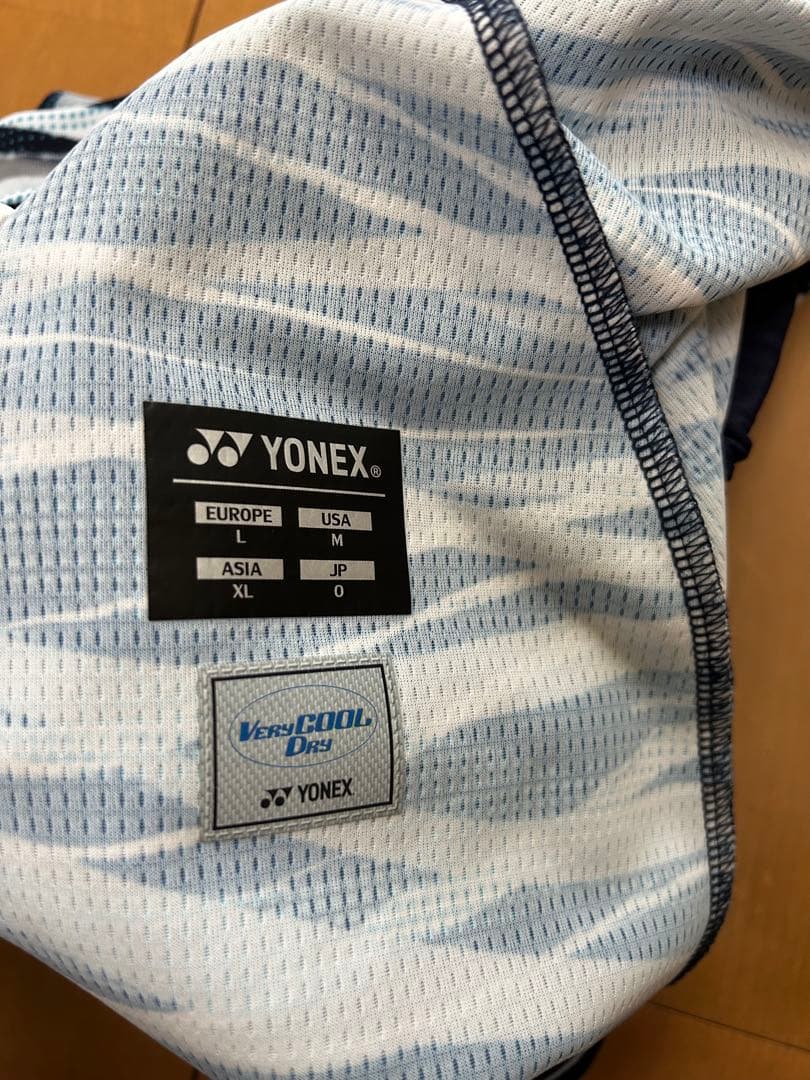 YONEX®
EUROPE USA
L M
ASIA JP
XL O
VERYCOOL
DRY
YONEX